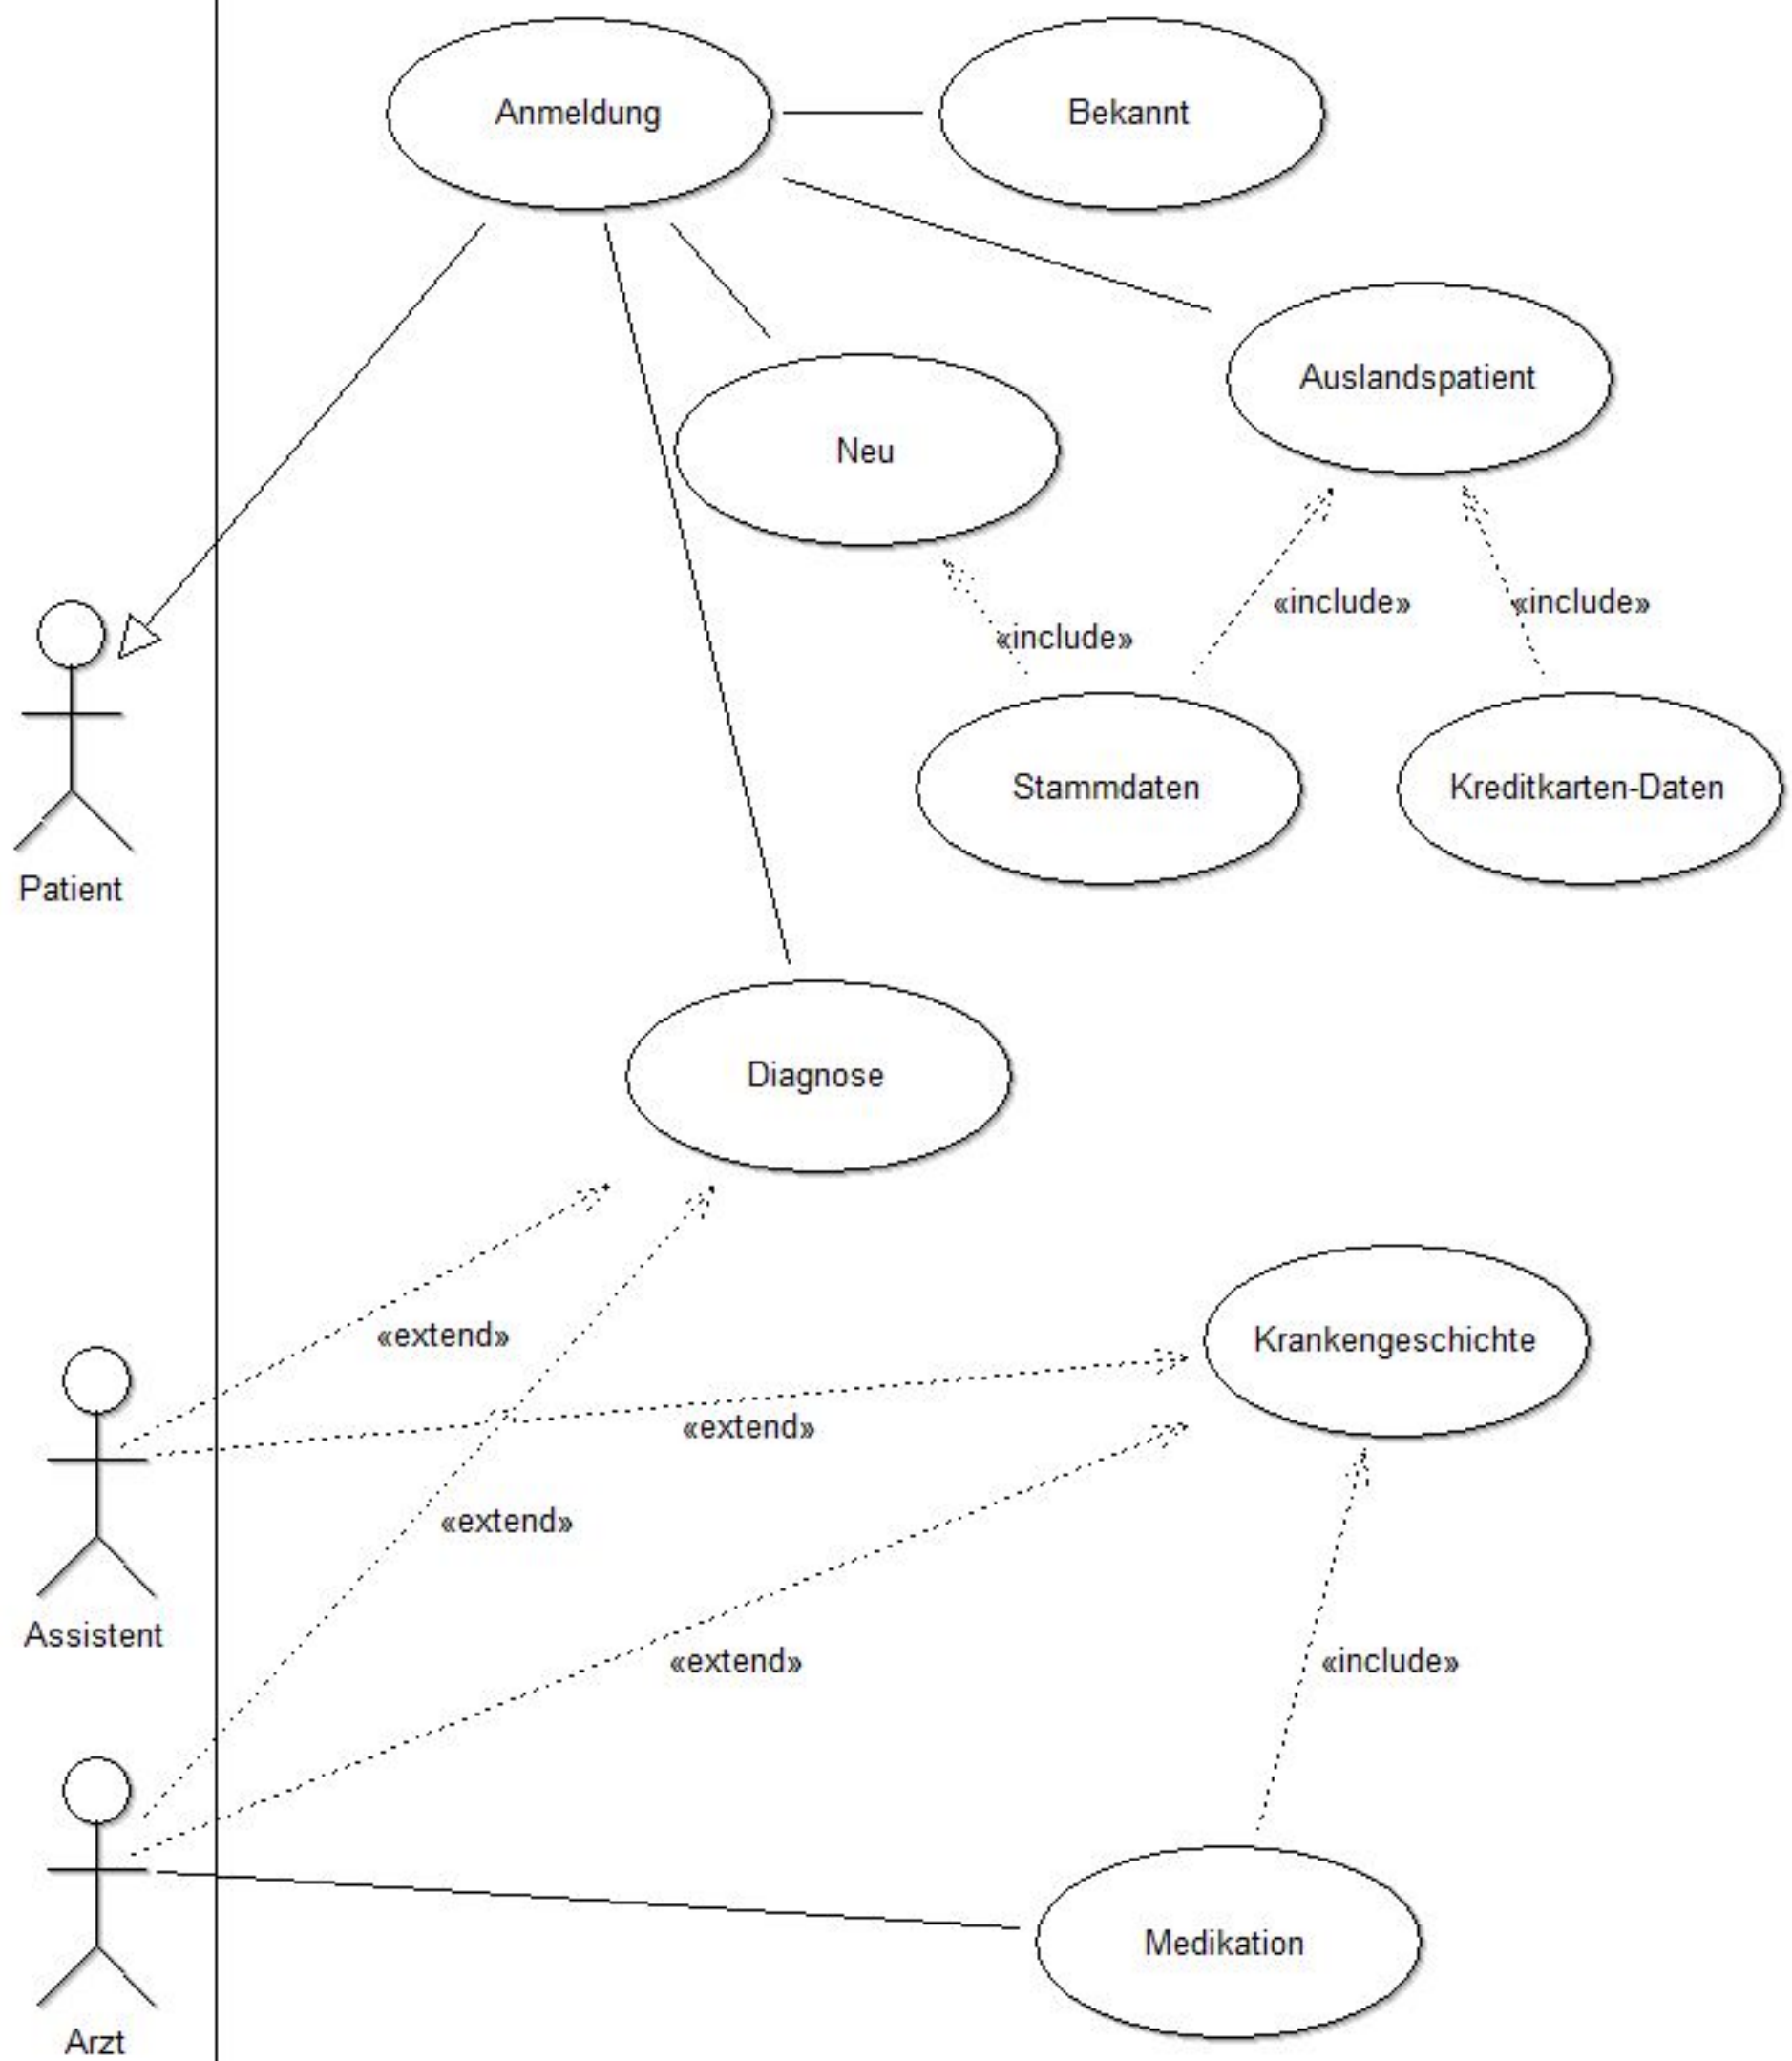 Anmeldung
Bekannt
Auslandspatient
Neu
«include»
«include»
«include»
Stammdaten
Kreditkarten-Daten
Patient
Diagnose
«extend»
Krankengeschichte
«extend»
«extend»
Assistent
«extend»
«include»
Medikation
Arzt